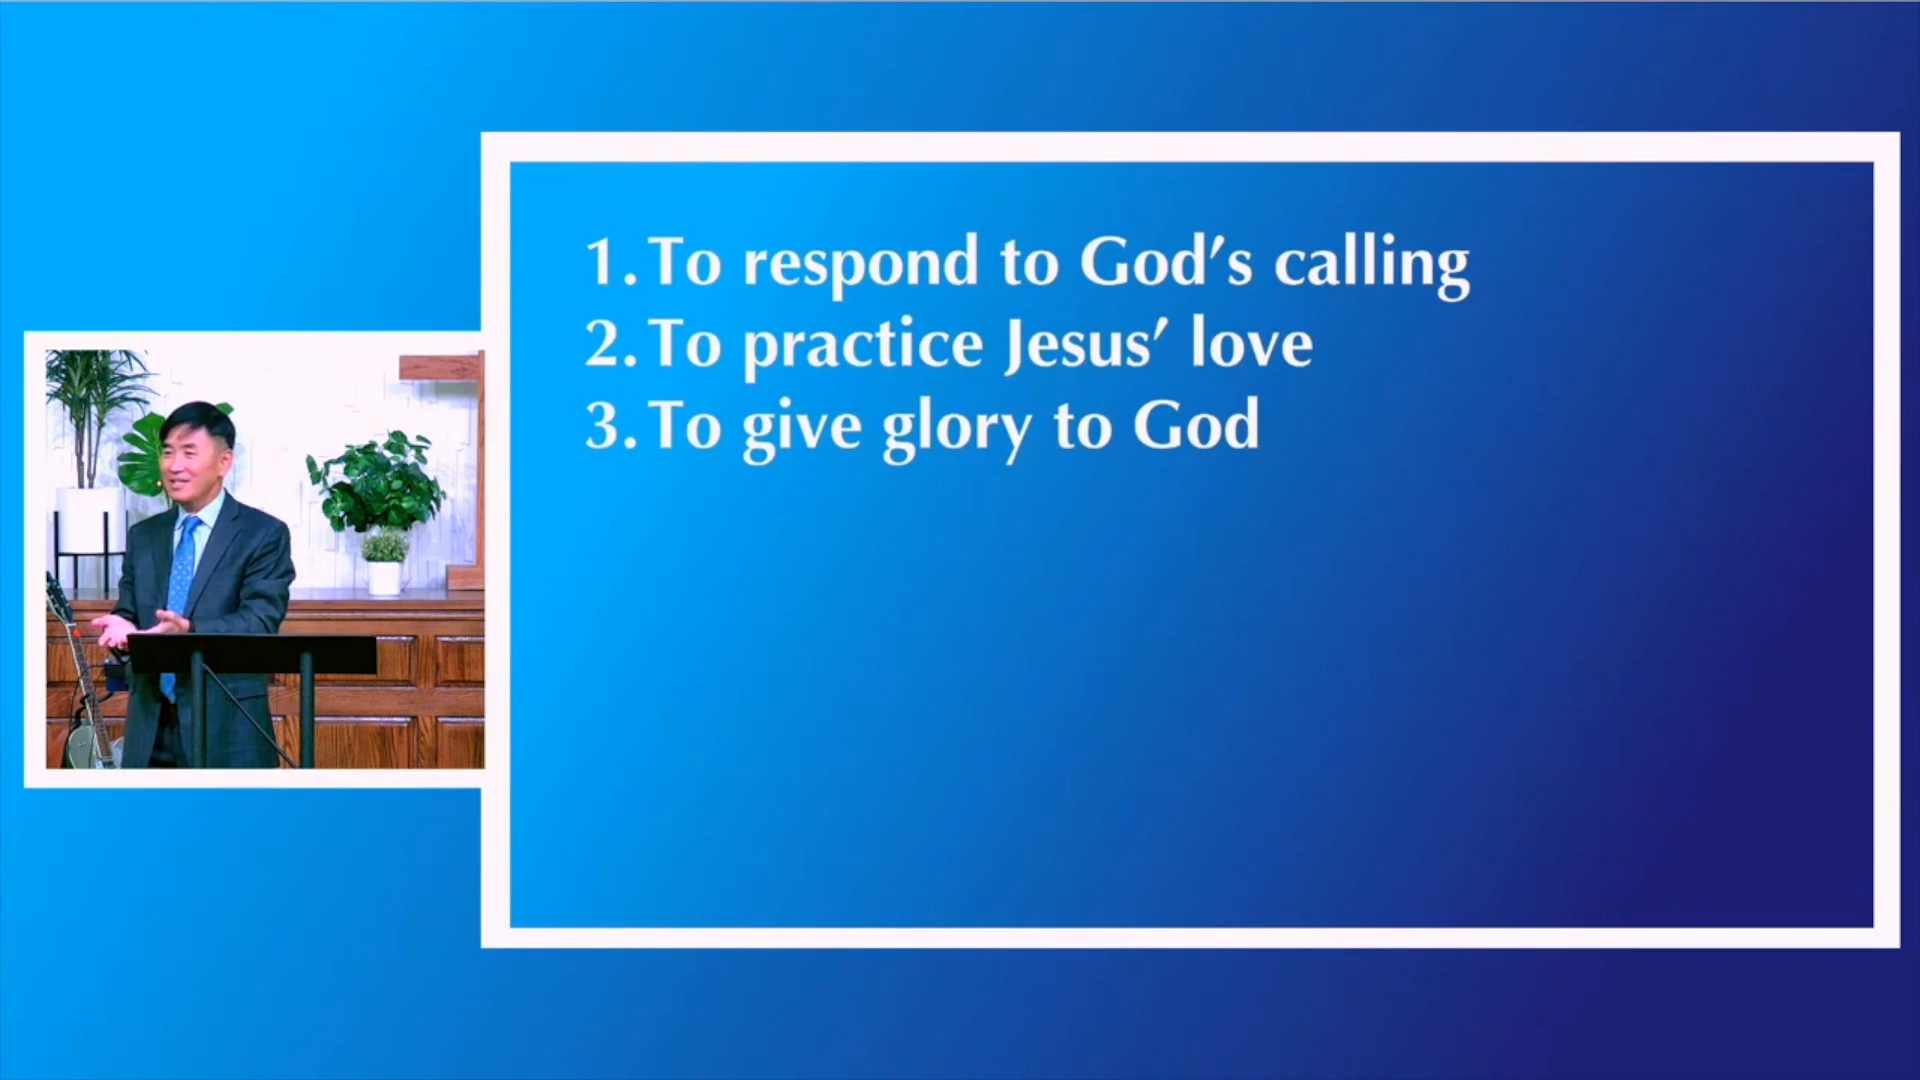 1. To respond to God’s calling
2. To practice Jesus’ love
3. To give glory to God